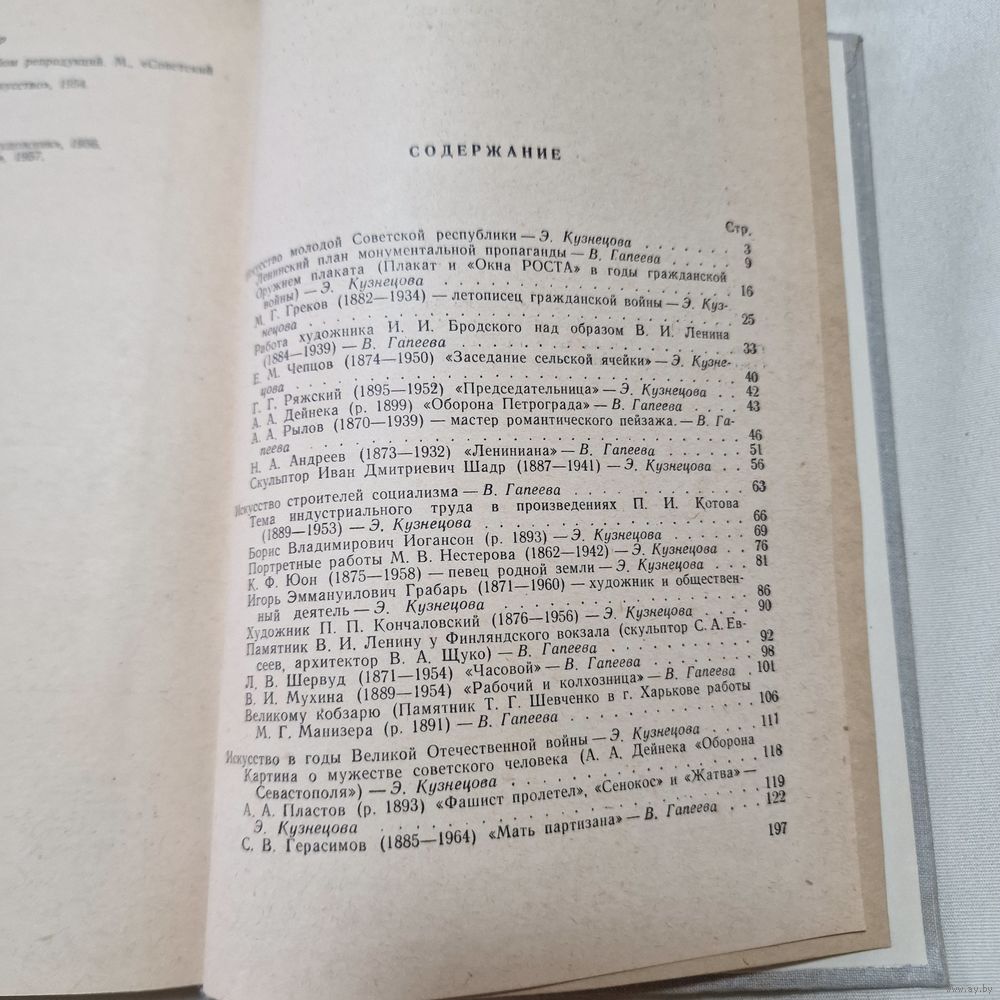 ом репродукций. М., «Советский
1954.
1956.
1957.
СОДЕРЖАНИЕ
Стр.
Искусство молодой Советской республики — Э. Кузнецова . . . . . . . 3
Ленинский план монументальной пропаганды — В. Гапеева . . . . . 9
Оружием плаката (Плакат и «Окна РОСТА» в годы гражданской
войны) — Э. Кузнецова . . . . . . . . . . . . . . . . 16
М. Г. Греков (1882—1934) — летописец гражданской войны — Э. Куз-
нецова . . . . . . . . . . . . . . . . . . . . . 25
Работа художника И. И. Бродского над образом В. И. Ленина
(1884—1939) — В. Гапеева . . . . . . . . . . . . . . . 33
Е. М. Чепцов (1874—1950) «Заседание сельской ячейки» — Э. Кузне-
цова . . . . . . . . . . . . . . . . . . . . . . 40
Г. Г. Ряжский (1895—1952) «Председательница» — Э. Кузнецова . . 42
А. А. Дейнека (р. 1899) «Оборона Петрограда» — В. Гапеева . . . . 43
А. А. Рылов (1870—1939) — мастер романтического пейзажа. — В. Га-
пеева . . . . . . . . . . . . . . . . . . . . . 46
Н. А. Андреев (1873—1932) «Лениниана» — В. Гапеева . . . . . 51
Скульптор Иван Дмитриевич Шадр (1887—1941) — Э. Кузнецова . . 56
Искусство строителей социализма — В. Гапеева . . . . . . . . . 63
Тема индустриального труда в произведениях П. И. Котова
(1889—1953) — Э. Кузнецова . . . . . . . . . . . . . . 66
Борис Владимирович Иогансон (р. 1893) — Э. Кузнецова . . . . . 69
Портретные работы М. В. Нестерова (1862—1942) — Э. Кузнецова . . 76
К. Ф. Юон (1875—1958) — певец родной земли — Э. Кузнецова . . . 81
Игорь Эммануилович Грабарь (1871—1960) — художник и обществен-
ный деятель — Э. Кузнецова . . . . . . . . . . . . . . 86
Художник П. П. Кончаловский (1876—1956) — Э. Кузнецова . . . . 90
Памятник В. И. Ленину у Финляндского вокзала (скульптор С. А. Ев-
сеев, архитектор В. А. Щуко) — В. Гапеева . . . . . . . . 92
Л. В. Шервуд (1871—1954) «Часовой» — В. Гапеева . . . . . . 98
В. И. Мухина (1889—1954) «Рабочий и колхозница» — В. Гапеева . 101
Великому Кобзарю (Памятник Т. Г. Шевченко в г. Харькове работы
М. Г. Манизера (р. 1891) — В. Гапеева . . . . . . . . . . 106
Искусство в годы Великой Отечественной войны — Э. Кузнецова . . . 111
Картина о мужестве советского человека (А. А. Дейнека «Оборона
Севастополя») — Э. Кузнецова . . . . . . . . . . . . . 118
А. А. Пластов (р. 1893) «Фашист пролетел», «Сенокос» и «Жатва» —
Э. Кузнецова . . . . . . . . . . . . . . . . . . . 119
С. В. Герасимов (1885—1964) «Мать партизана» — В. Гапеева . . . 122
197
www.ay.by